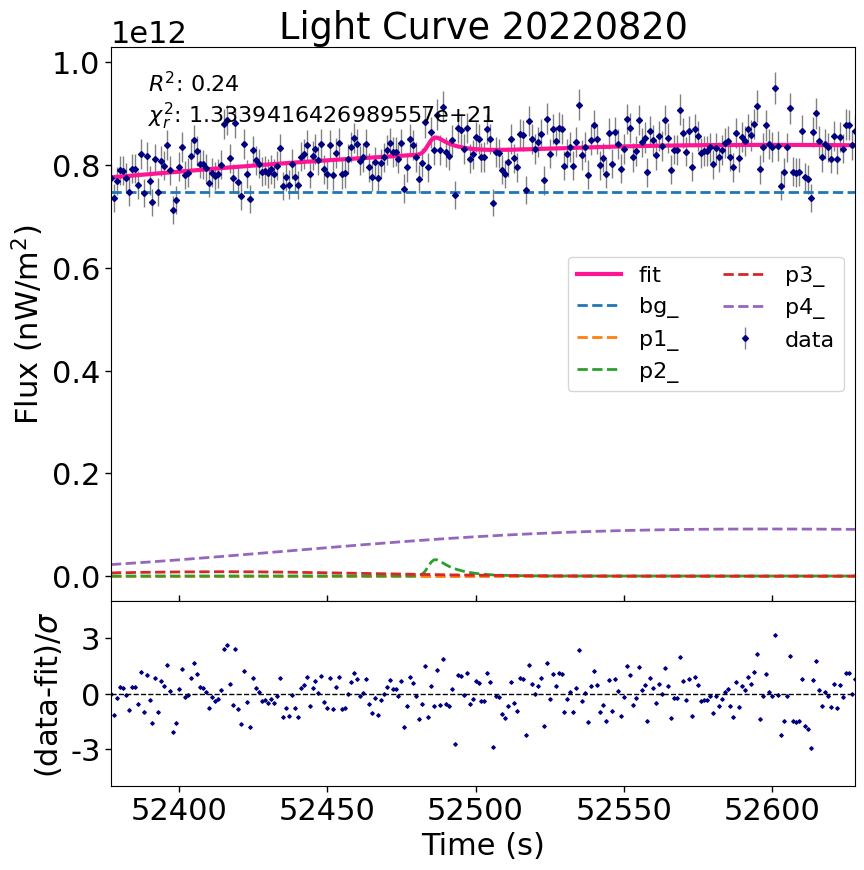 Light Curve 20220820
1e12
R²: 0.24
χ²ᵣ: 1.3339416426989557e+21
1.0
0.8
0.6
0.4
0.2
0.0
Flux (nW/m²)
fit
bg_
p1_
p2_
p3_
p4_
data
3
0
-3
(data-fit)/σ
52400 52450 52500 52550 52600
Time (s)